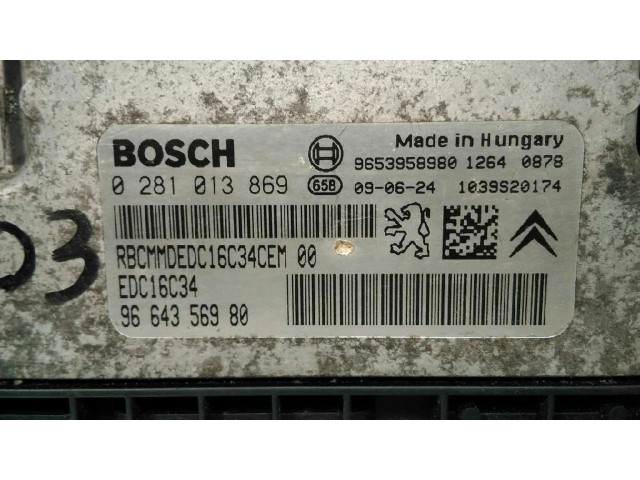 BOSCH
Made in Hungary
9653958980 1264 0878
0 281 013 869 G5B 09-06-24 1039S20174
RBCMMDEDC16C34CEM 00
EDC16C34
96 643 569 80
03